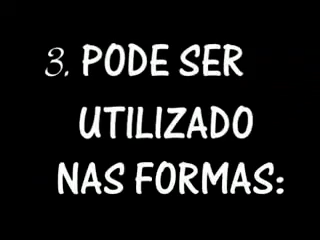 3. PODE SER
UTILIZADO
NAS FORMAS: